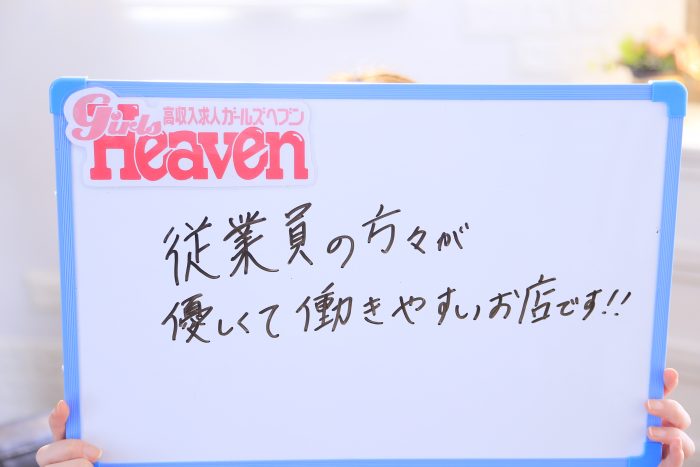 高収入求人ガールズヘブン
Girls
Heaven
従業員の方々が
優しくて働きやすいお店です!!